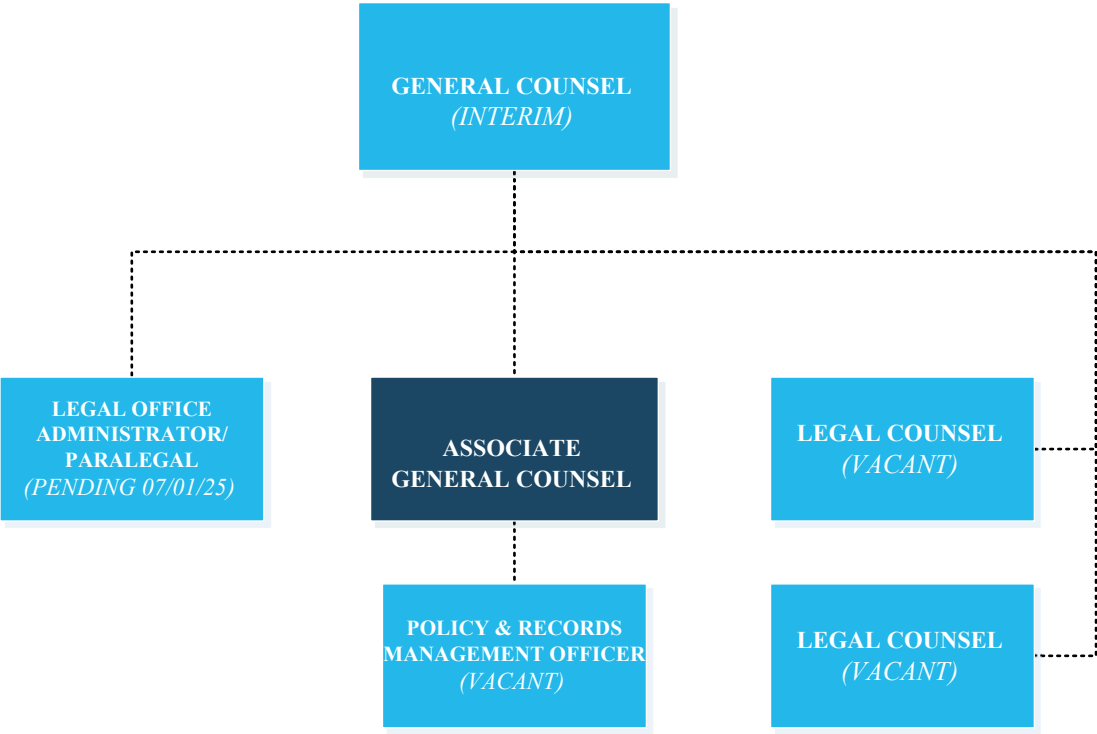 GENERAL COUNSEL
(INTERIM)
LEGAL OFFICE
ADMINISTRATOR/
PARALEGAL
(PENDING 07/01/25)
ASSOCIATE
GENERAL COUNSEL
LEGAL COUNSEL
(VACANT)
POLICY & RECORDS
MANAGEMENT OFFICER
(VACANT)
LEGAL COUNSEL
(VACANT)